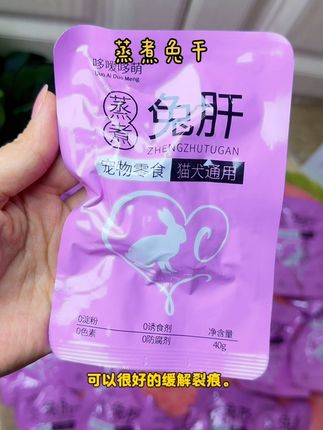 蒸煮兔干
哆嗳哆萌
Duo Ai Duo Meng
蒸煮 兔肝
ZHENGZHUTUGAN
宠物零食 猫犬通用
0淀粉 0诱食剂 净含量
0色素 0防腐剂 40g
可以很好的缓解裂痕。